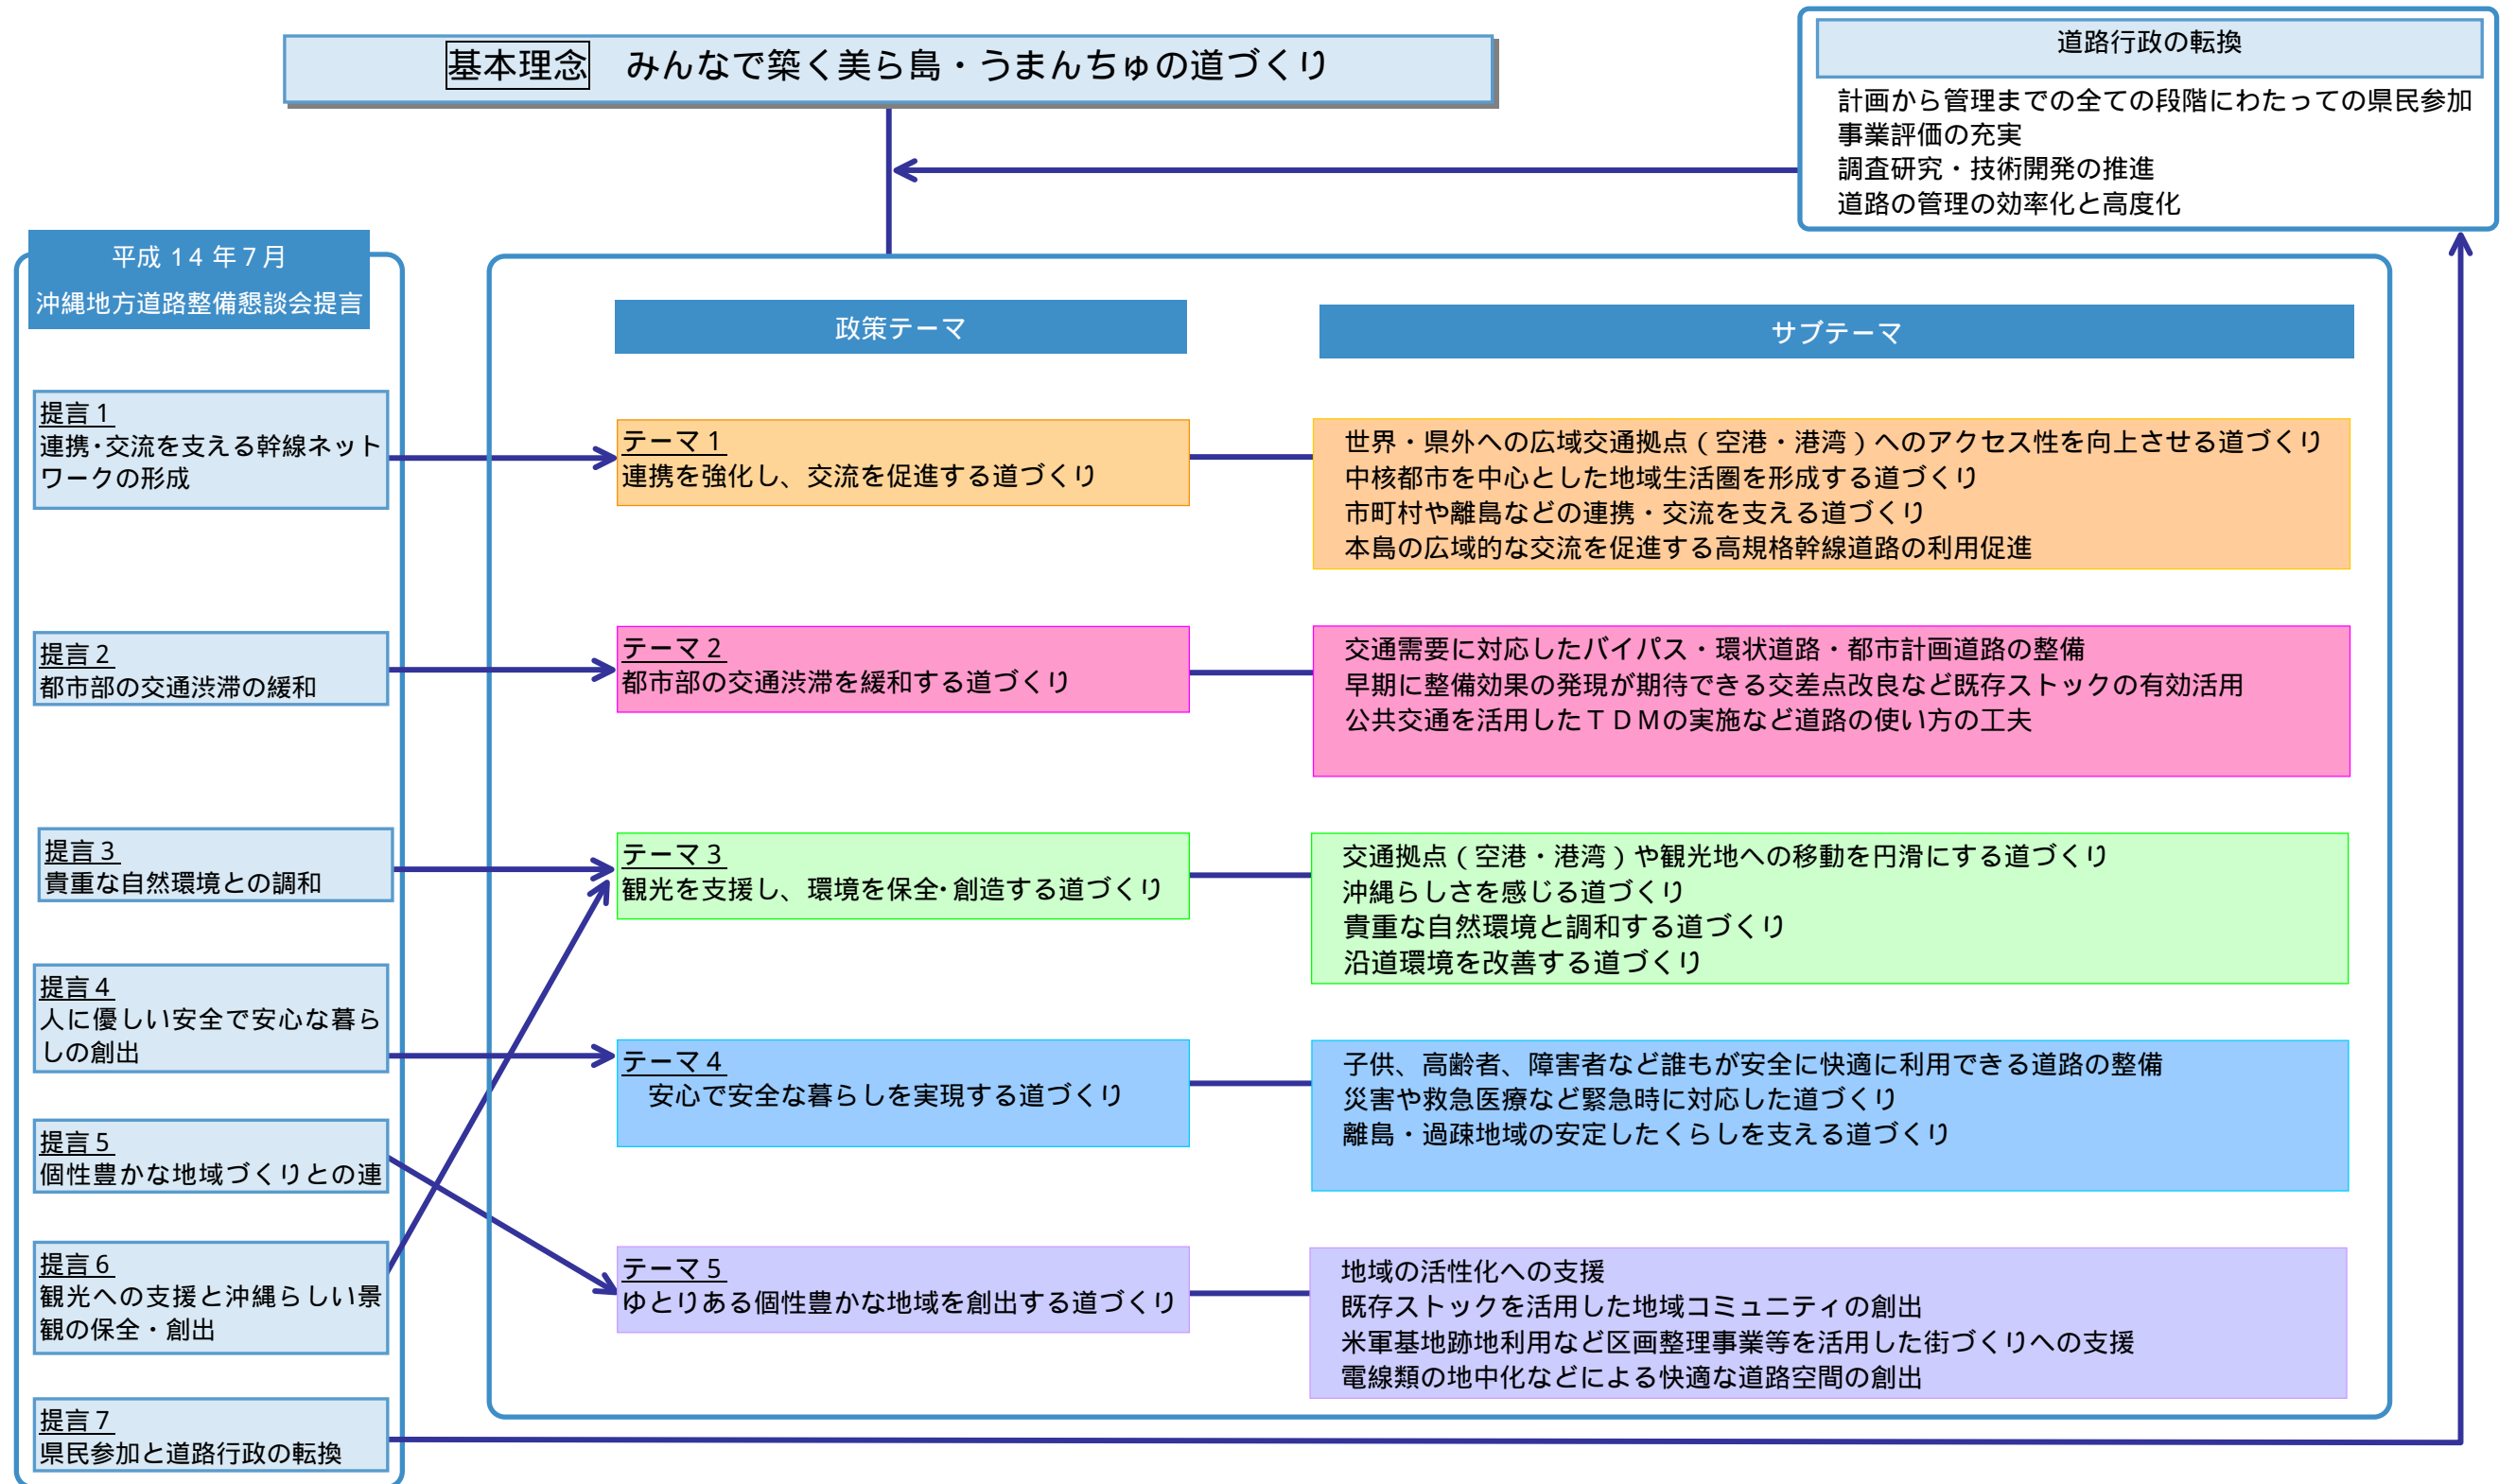 基本理念　みんなで築く美ら島・うまんちゅの道づくり
道路行政の転換
計画から管理までの全ての段階にわたっての県民参加
事業評価の充実
調査研究・技術開発の推進
道路の管理の効率化と高度化
平成 14 年7月
沖縄地方道路整備懇談会提言
提言1
連携・交流を支える幹線ネット
ワークの形成
提言2
都市部の交通渋滞の緩和
提言3
貴重な自然環境との調和
提言4
人に優しい安全で安心な暮ら
しの創出
提言5
個性豊かな地域づくりとの連
提言6
観光への支援と沖縄らしい景
観の保全・創出
提言7
県民参加と道路行政の転換
政策テーマ
サブテーマ
テーマ1
連携を強化し、交流を促進する道づくり
世界・県外への広域交通拠点（空港・港湾）へのアクセス性を向上させる道づくり
中核都市を中心とした地域生活圏を形成する道づくり
市町村や離島などの連携・交流を支える道づくり
本島の広域的な交流を促進する高規格幹線道路の利用促進
テーマ2
都市部の交通渋滞を緩和する道づくり
交通需要に対応したバイパス・環状道路・都市計画道路の整備
早期に整備効果の発現が期待できる交差点改良など既存ストックの有効活用
公共交通を活用したＴＤＭの実施など道路の使い方の工夫
テーマ3
観光を支援し、環境を保全・創造する道づくり
交通拠点（空港・港湾）や観光地への移動を円滑にする道づくり
沖縄らしさを感じる道づくり
貴重な自然環境と調和する道づくり
沿道環境を改善する道づくり
テーマ4
安心で安全な暮らしを実現する道づくり
子供、高齢者、障害者など誰もが安全に快適に利用できる道路の整備
災害や救急医療など緊急時に対応した道づくり
離島・過疎地域の安定したくらしを支える道づくり
テーマ5
ゆとりある個性豊かな地域を創出する道づくり
地域の活性化への支援
既存ストックを活用した地域コミュニティの創出
米軍基地跡地利用など区画整理事業等を活用した街づくりへの支援
電線類の地中化などによる快適な道路空間の創出